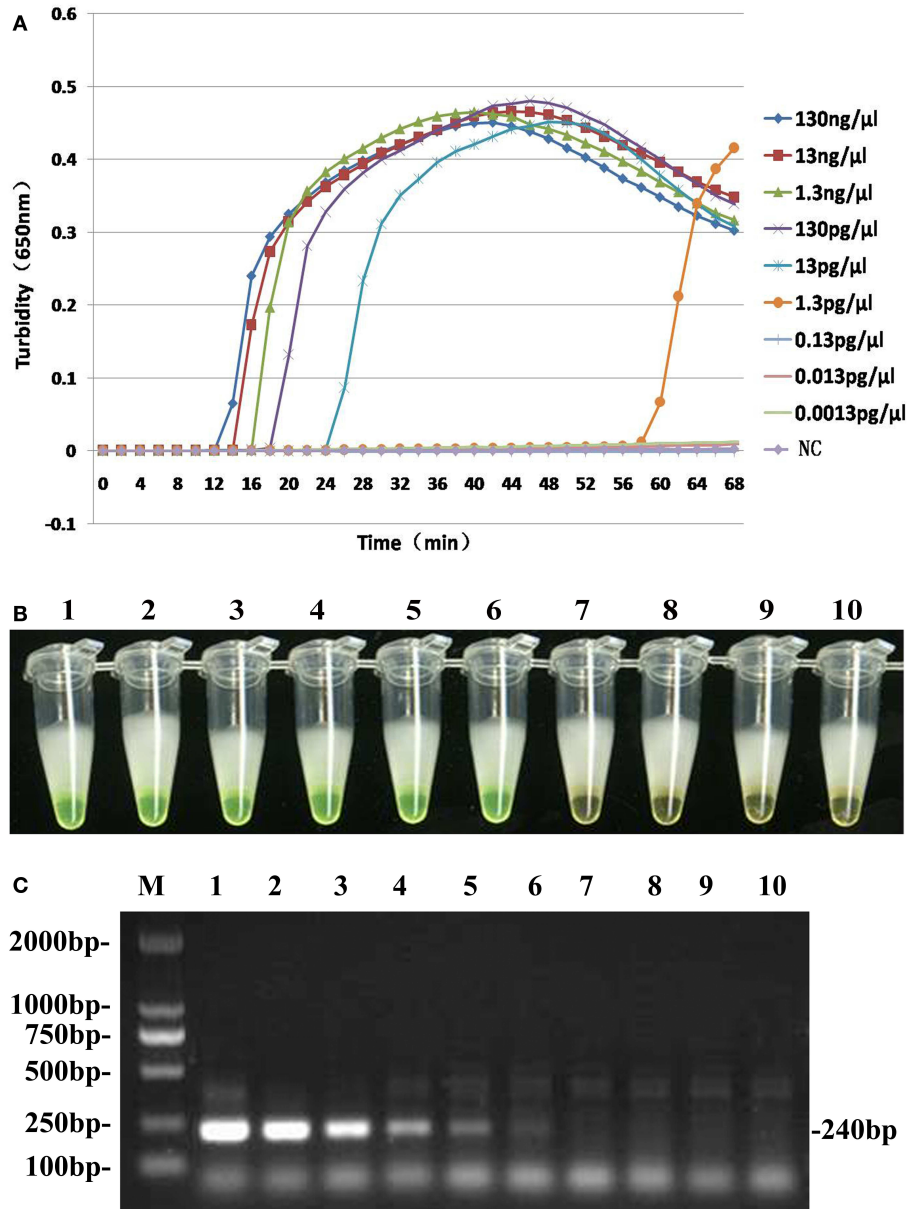 A
0.6
0.5
0.4
0.3
0.2
0.1
0
-0.1
Turbidity（650nm）
0 4 8 12 16 20 24 28 32 36 40 44 48 52 56 60 64 68
Time（min）
130ng/µl
13ng/µl
1.3ng/µl
130pg/µl
13pg/µl
1.3pg/µl
0.13pg/µl
0.013pg/µl
0.0013pg/µl
NC
B 1 2 3 4 5 6 7 8 9 10
C M 1 2 3 4 5 6 7 8 9 10
2000bp-
1000bp-
750bp-
500bp-
250bp-
100bp-
-240bp